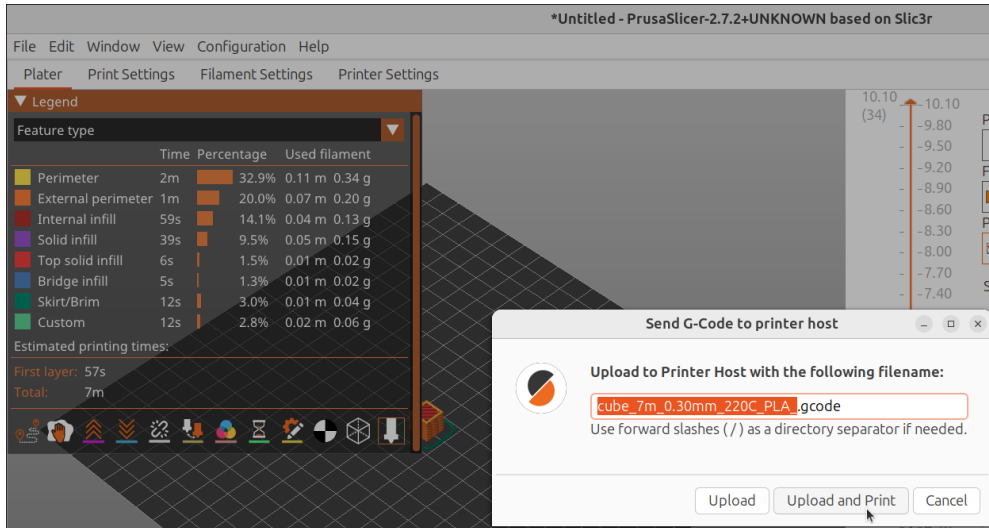 *Untitled - PrusaSlicer-2.7.2+UNKNOWN based on Slic3r
File Edit Window View Configuration Help
Plater Print Settings Filament Settings Printer Settings
Legend
Feature type
Time Percentage Used filament
Perimeter 2m 32.9% 0.11 m 0.34 g
External perimeter 1m 20.0% 0.07 m 0.20 g
Internal infill 59s 14.1% 0.04 m 0.13 g
Solid infill 39s 9.5% 0.05 m 0.15 g
Top solid infill 6s 1.5% 0.01 m 0.02 g
Bridge infill 5s 1.3% 0.01 m 0.02 g
Skirt/Brim 12s 3.0% 0.01 m 0.04 g
Custom 12s 2.8% 0.02 m 0.06 g
Estimated printing times:
First layer: 57s
Total: 7m
10.10
(34)
-10.10
-9.80
-9.50
-9.20
-8.90
-8.60
-8.30
-8.00
-7.70
-7.40
Send G-Code to printer host
Upload to Printer Host with the following filename:
cube_7m_0.30mm_220C_PLA_.gcode
Use forward slashes ( / ) as a directory separator if needed.
Upload Upload and Print Cancel